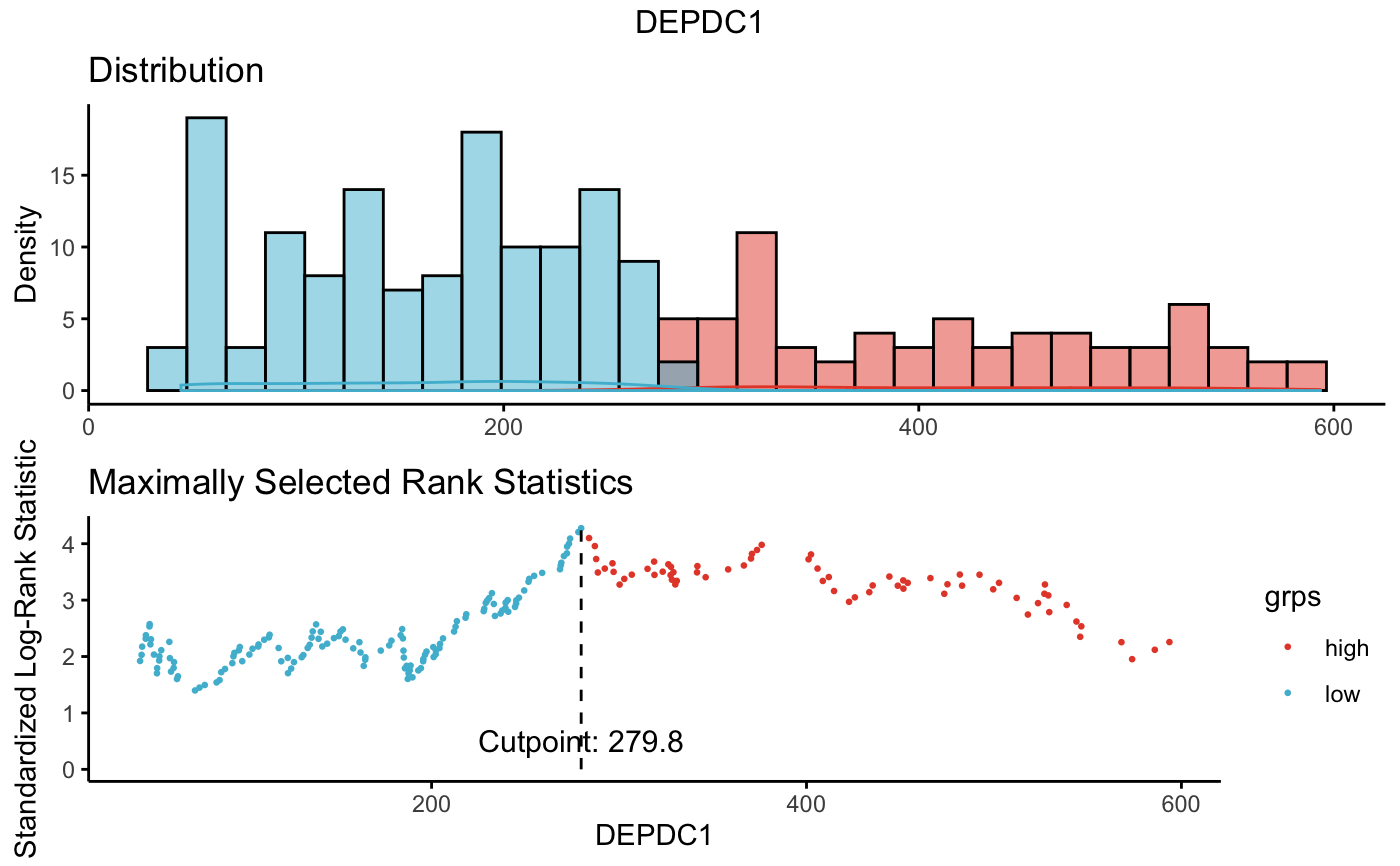 DEPDC1
Distribution
Density
15
10
5
0
0 200 400 600
Maximally Selected Rank Statistics
Standardized Log-Rank Statistic
4
3
2
1
0
Cutpoint: 279.8
200 400 600
DEPDC1
grps
high
low